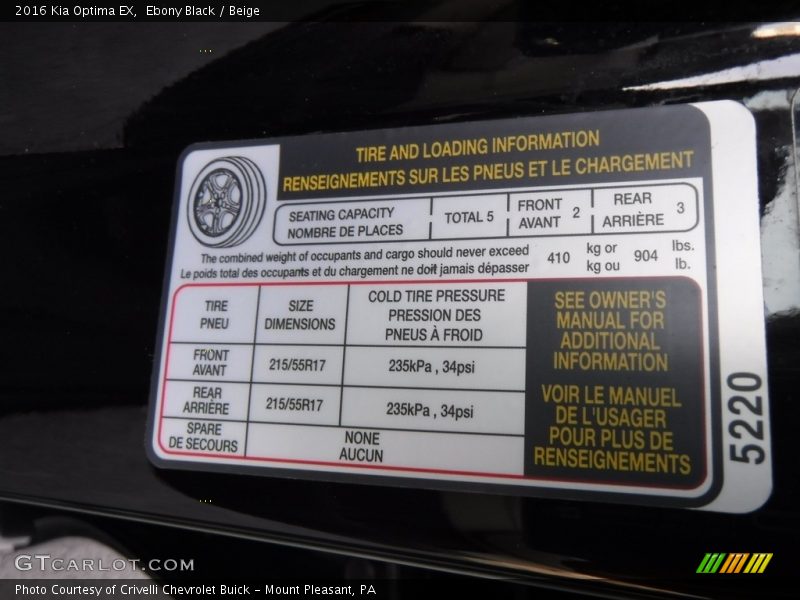 2016 Kia Optima EX, Ebony Black / Beige
TIRE AND LOADING INFORMATION
RENSEIGNEMENTS SUR LES PNEUS ET LE CHARGEMENT
SEATING CAPACITY
NOMBRE DE PLACES
TOTAL 5
FRONT
AVANT 2
REAR
ARRIÈRE 3
The combined weight of occupants and cargo should never exceed
Le poids total des occupants et du chargement ne doit jamais dépasser
410
kg or
kg ou
904
lbs.
lb.
TIRE
PNEU
SIZE
DIMENSIONS
COLD TIRE PRESSURE
PRESSION DES
PNEUS À FROID
FRONT
AVANT
215/55R17
235kPa , 34psi
REAR
ARRIÈRE
215/55R17
235kPa , 34psi
SPARE
DE SECOURS
NONE
AUCUN
SEE OWNER'S
MANUAL FOR
ADDITIONAL
INFORMATION
VOIR LE MANUEL
DE L'USAGER
POUR PLUS DE
RENSEIGNEMENTS
5220
GTCARLOT.COM
Photo Courtesy of Crivelli Chevrolet Buick - Mount Pleasant, PA